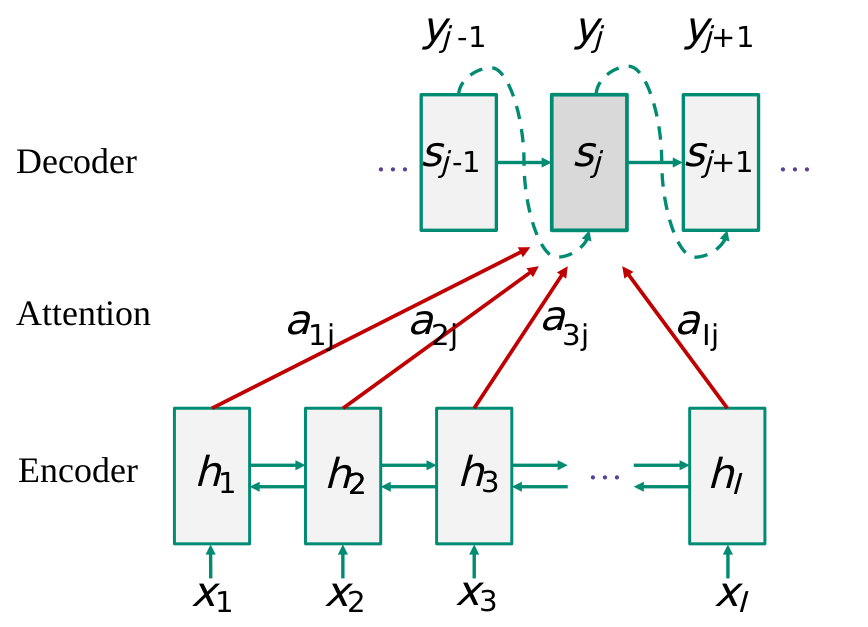 y_{j-1} y_j y_{j+1}
Decoder ... s_{j-1} s_j s_{j+1} ...
Attention a_{1j} a_{2j} a_{3j} a_{Ij}
Encoder h_1 h_2 h_3 ... h_I
x_1 x_2 x_3 x_I